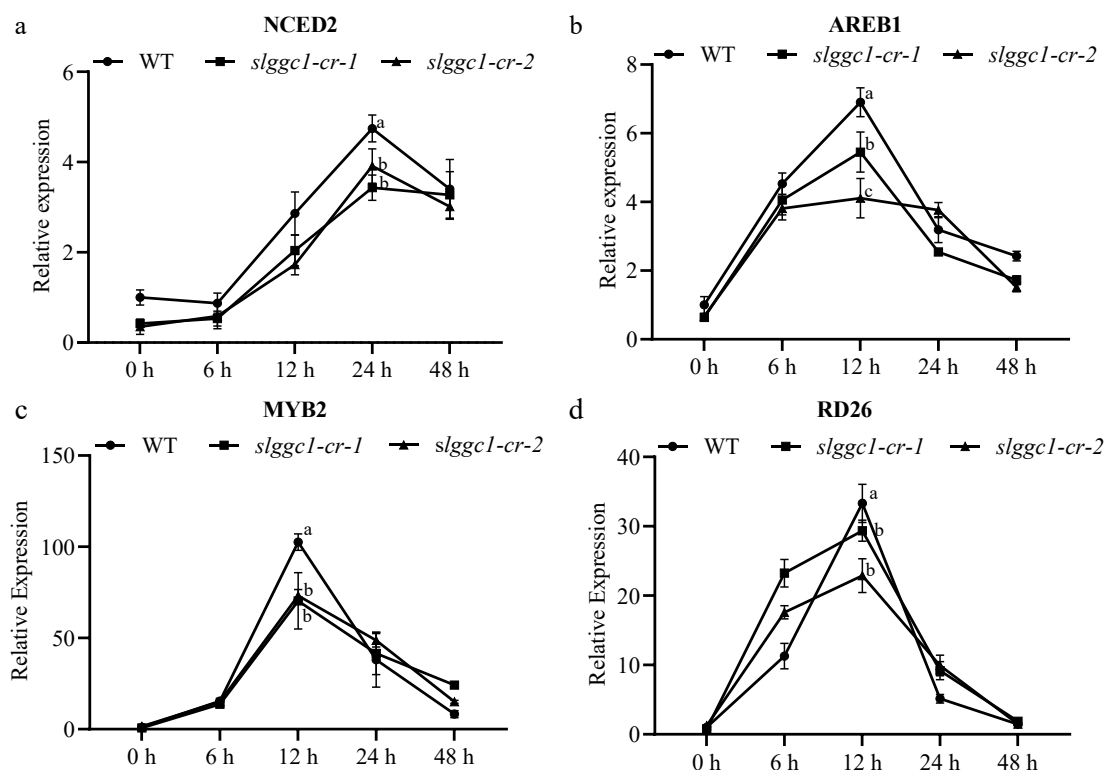 a
NCED2
WT slggc1-cr-1 slggc1-cr-2
Relative expression
6
4
2
0
a
b
b
0 h 6 h 12 h 24 h 48 h
b
AREB1
WT slggc1-cr-1 slggc1-cr-2
Relative expression
8
6
4
2
0
a
b
c
0 h 6 h 12 h 24 h 48 h
c
MYB2
WT slggc1-cr-1 slggc1-cr-2
Relative Expression
150
100
50
0
a
b
b
0 h 6 h 12 h 24 h 48 h
d
RD26
WT slggc1-cr-1 slggc1-cr-2
Relative Expression
40
30
20
10
0
a
b
b
0 h 6 h 12 h 24 h 48 h